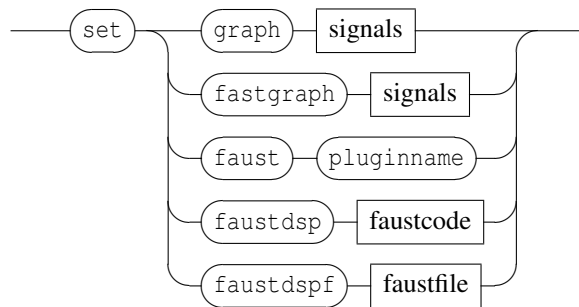 set graph signals
fastgraph signals
faust pluginname
faustdsp faustcode
faustdspf faustfile